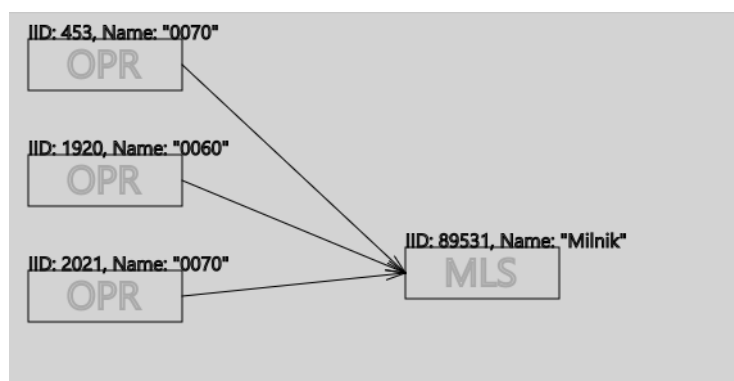 IID: 453, Name: "0070"
OPR
IID: 1920, Name: "0060"
OPR
IID: 89531, Name: "Milnik"
MLS
IID: 2021, Name: "0070"
OPR